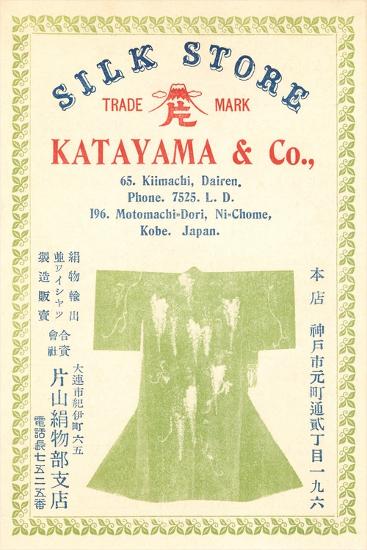 SILK STORE
TRADE MARK
片
KATAYAMA & Co.,
65. Kiimachi, Dairen.
Phone. 7525. L. D.
196. Motomachi-Dori, Ni-Chome,
Kobe. Japan.
本店 神戸市元町通貳丁目一九六
絹物輸出
並ワイシャツ
製造販賣
合資會社
大連市紀伊町六五
片山絹物部支店
電話長七五二五番